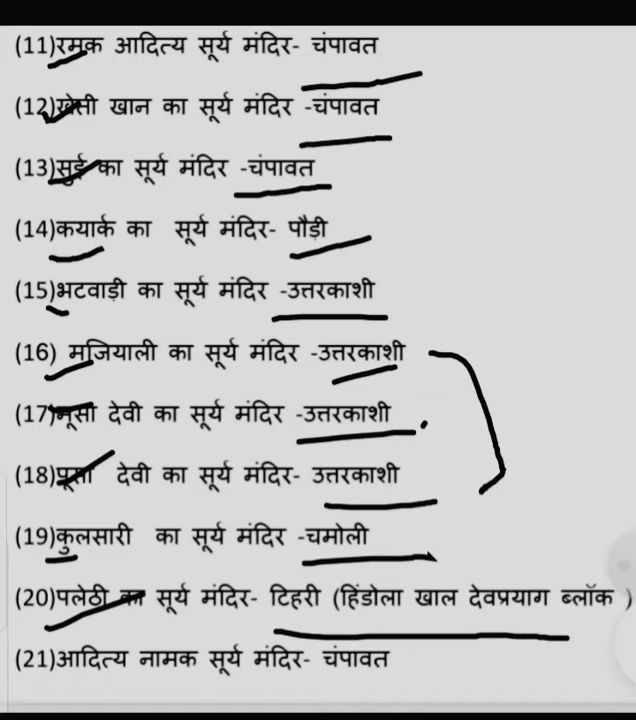 (11)रमक आदित्य सूर्य मंदिर- चंपावत
(12)खेती खान का सूर्य मंदिर -चंपावत
(13)सुई का सूर्य मंदिर -चंपावत
(14)कयार्क का सूर्य मंदिर- पौड़ी
(15)भटवाड़ी का सूर्य मंदिर -उत्तरकाशी
(16) मजियाली का सूर्य मंदिर -उत्तरकाशी
(17) देवी का सूर्य मंदिर -उत्तरकाशी
(18) देवी का सूर्य मंदिर- उत्तरकाशी
(19)कुलसारी का सूर्य मंदिर -चमोली
(20)पलेठी का सूर्य मंदिर- टिहरी (हिंडोला खाल देवप्रयाग ब्लॉक )
(21)आदित्य नामक सूर्य मंदिर- चंपावत